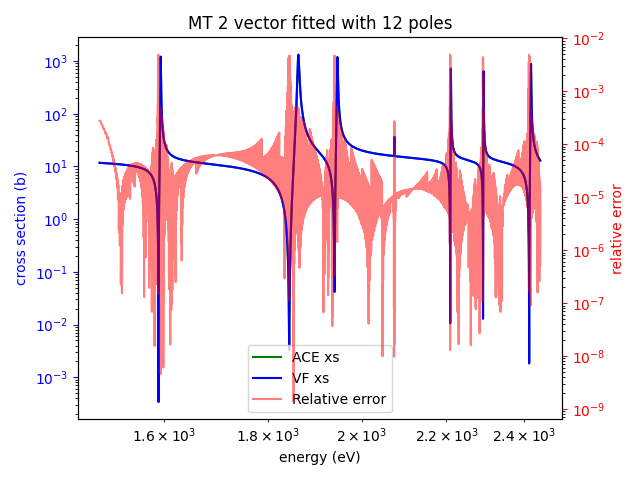 MT 2 vector fitted with 12 poles
cross section (b)
10³
10²
10¹
10⁰
10⁻¹
10⁻²
10⁻³
10⁻²
10⁻³
10⁻⁴
10⁻⁵
10⁻⁶
10⁻⁷
10⁻⁸
10⁻⁹
relative error
ACE xs
VF xs
Relative error
1.6 × 10³ 1.8 × 10³ 2 × 10³ 2.2 × 10³ 2.4 × 10³
energy (eV)